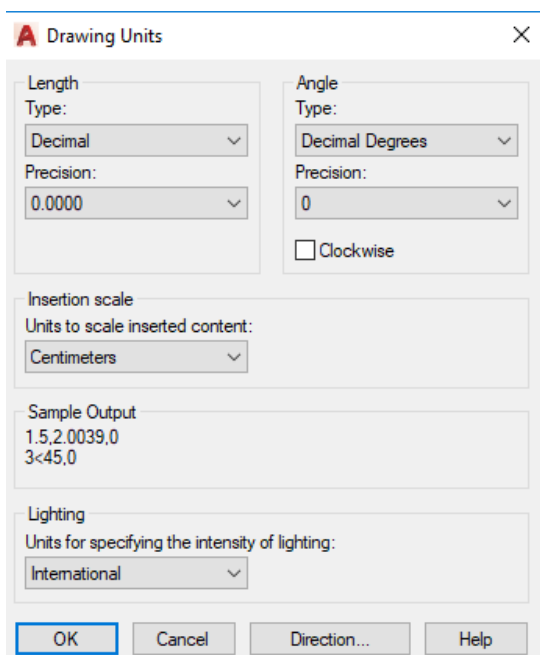 Drawing Units
Length
Type:
Decimal
Precision:
0.0000
Angle
Type:
Decimal Degrees
Precision:
0
Clockwise
Insertion scale
Units to scale inserted content:
Centimeters
Sample Output
1.5,2.0039,0
3<45,0
Lighting
Units for specifying the intensity of lighting:
International
OK Cancel Direction... Help